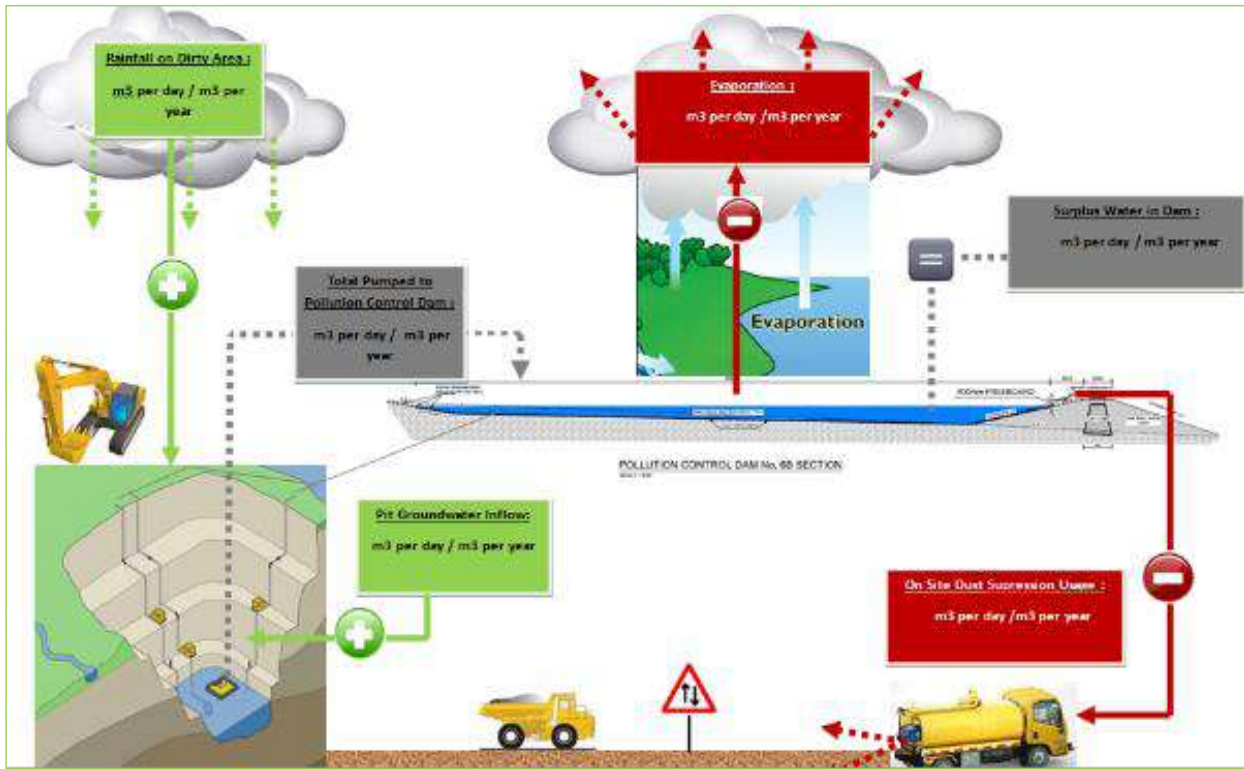 Rainfall on Dirty Area :
m3 per day / m3 per
year
Evaporation :
m3 per day /m3 per year
Surplus Water in Dam :
m3 per day / m3 per year
Total Pumped to
Pollution Control Dam :
m3 per day / m3 per
year
Evaporation
POLLUTION CONTROL DAM No. 6B SECTION
Pit Groundwater Inflow:
m3 per day / m3 per year
On Site Dust Supression Usage :
m3 per day /m3 per year